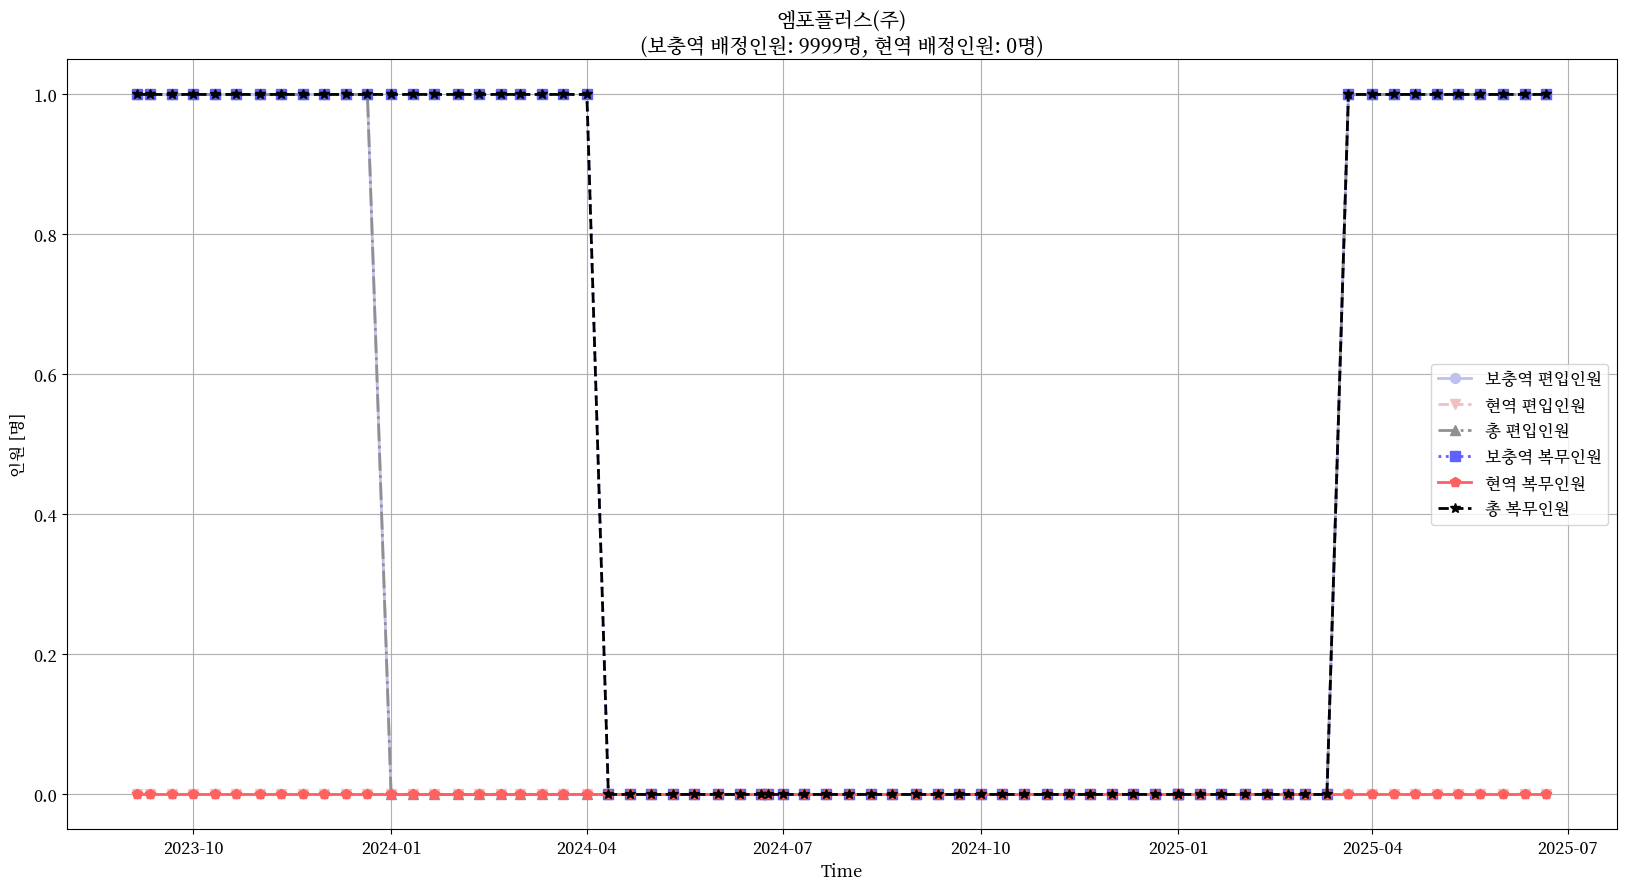 엠포플러스(주)
(보충역 배정인원: 9999명, 현역 배정인원: 0명)
인원 [명]
1.0
0.8
0.6
0.4
0.2
0.0
보충역 편입인원
현역 편입인원
총 편입인원
보충역 복무인원
현역 복무인원
총 복무인원
2023-10
2024-01
2024-04
2024-07
2024-10
2025-01
2025-04
2025-07
Time